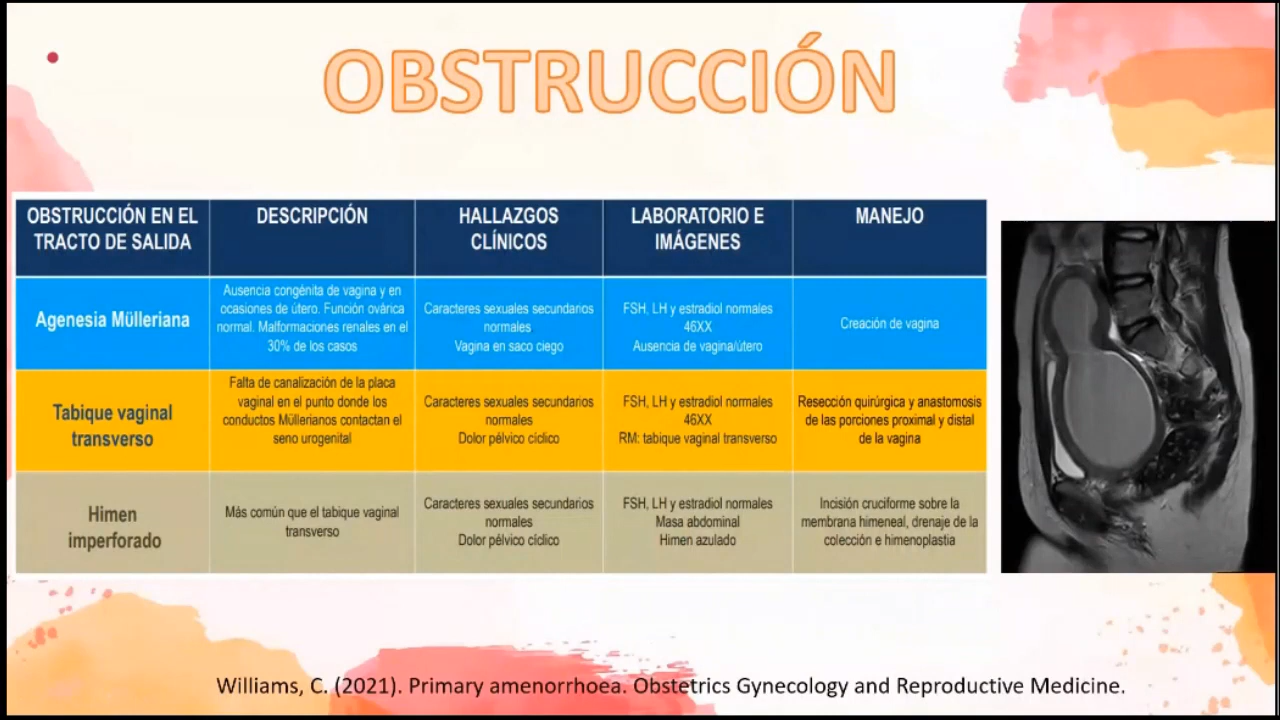 OBSTRUCCIÓN
OBSTRUCCIÓN EN EL
TRACTO DE SALIDA
DESCRIPCIÓN
HALLAZGOS
CLÍNICOS
LABORATORIO E
IMÁGENES
MANEJO
Agenesia Mülleriana
Ausencia congénita de vagina y en
ocasiones de útero. Función ovárica
normal. Malformaciones renales en el
30% de los casos
Caracteres sexuales secundarios
normales
Vagina en saco ciego
FSH, LH y estradiol normales
46XX
Ausencia de vagina/útero
Creación de vagina
Tabique vaginal
transverso
Falta de canalización de la placa
vaginal en el punto donde los
conductos Müllerianos contactan el
seno urogenital
Caracteres sexuales secundarios
normales
Dolor pélvico cíclico
FSH, LH y estradiol normales
46XX
RM: tabique vaginal transverso
Resección quirúrgica y anastomosis
de las porciones proximal y distal
de la vagina
Himen
imperforado
Más común que el tabique vaginal
transverso
Caracteres sexuales secundarios
normales
Dolor pélvico cíclico
FSH, LH y estradiol normales
Masa abdominal
Himen azulado
Incisión cruciforme sobre la
membrana himeneal, drenaje de la
colección e himenoplastia
Williams, C. (2021). Primary amenorrhoea. Obstetrics Gynecology and Reproductive Medicine.